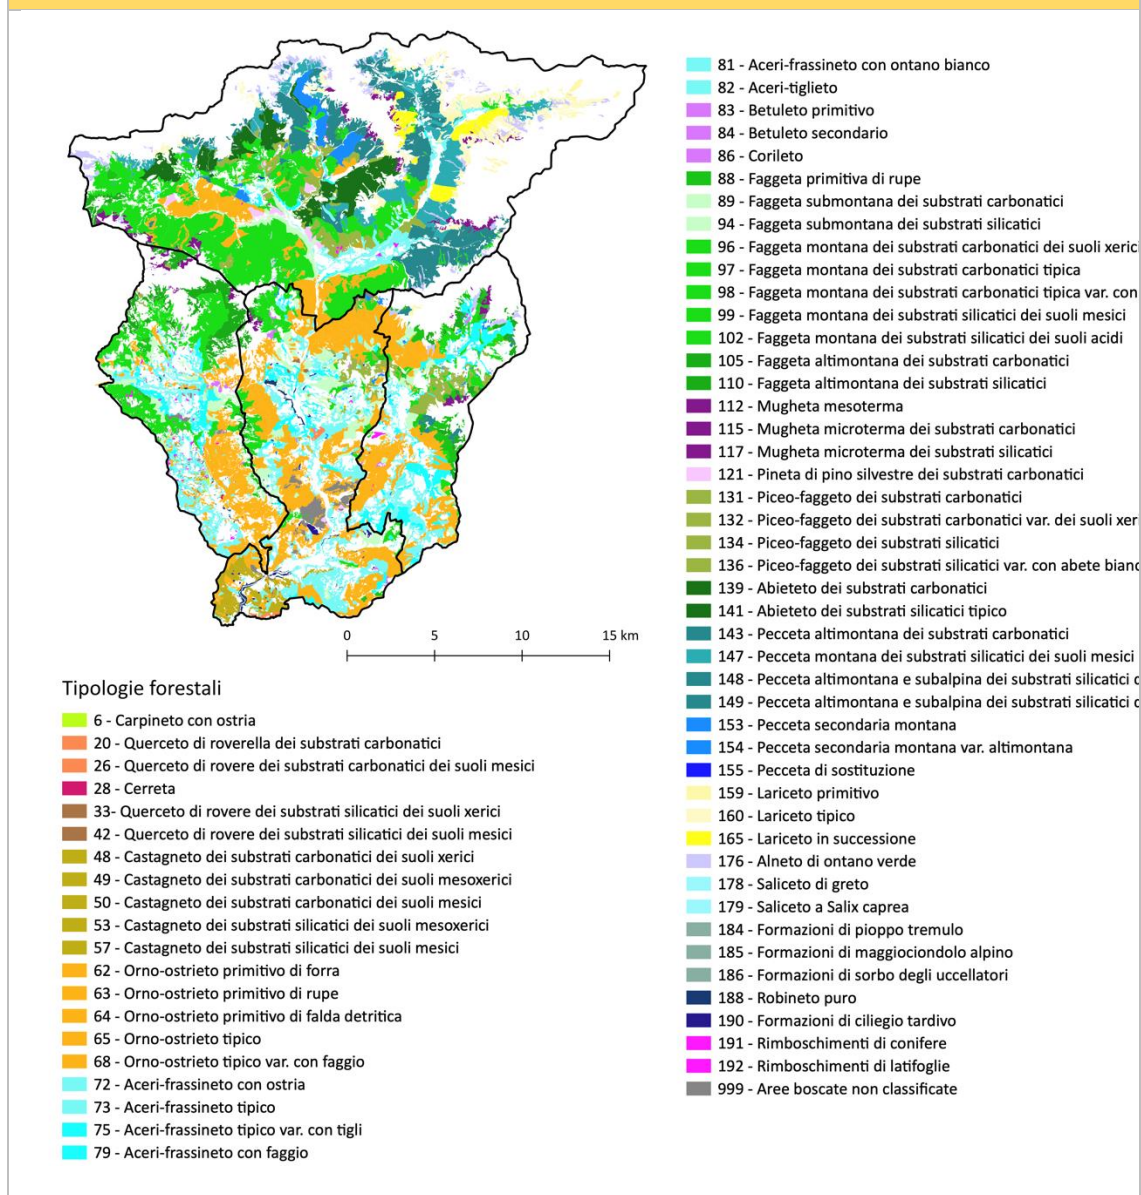 0 5 10 15 km
Tipologie forestali
6 - Carpineto con ostria
20 - Querceto di roverella dei substrati carbonatici
26 - Querceto di rovere dei substrati carbonatici dei suoli mesici
28 - Cerreta
33- Querceto di rovere dei substrati silicatici dei suoli xerici
42 - Querceto di rovere dei substrati silicatici dei suoli mesici
48 - Castagneto dei substrati carbonatici dei suoli xerici
49 - Castagneto dei substrati carbonatici dei suoli mesoxerici
50 - Castagneto dei substrati carbonatici dei suoli mesici
53 - Castagneto dei substrati silicatici dei suoli mesoxerici
57 - Castagneto dei substrati silicatici dei suoli mesici
62 - Orno-ostrieto primitivo di forra
63 - Orno-ostrieto primitivo di rupe
64 - Orno-ostrieto primitivo di falda detritica
65 - Orno-ostrieto tipico
68 - Orno-ostrieto tipico var. con faggio
72 - Aceri-frassineto con ostria
73 - Aceri-frassineto tipico
75 - Aceri-frassineto tipico var. con tigli
79 - Aceri-frassineto con faggio
81 - Aceri-frassineto con ontano bianco
82 - Aceri-tiglieto
83 - Betuleto primitivo
84 - Betuleto secondario
86 - Corileto
88 - Faggeta primitiva di rupe
89 - Faggeta submontana dei substrati carbonatici
94 - Faggeta submontana dei substrati silicatici
96 - Faggeta montana dei substrati carbonatici dei suoli xerici
97 - Faggeta montana dei substrati carbonatici tipica
98 - Faggeta montana dei substrati carbonatici tipica var. con
99 - Faggeta montana dei substrati silicatici dei suoli mesici
102 - Faggeta montana dei substrati silicatici dei suoli acidi
105 - Faggeta altimontana dei substrati carbonatici
110 - Faggeta altimontana dei substrati silicatici
112 - Mugheta mesoterma
115 - Mugheta microterma dei substrati carbonatici
117 - Mugheta microterma dei substrati silicatici
121 - Pineta di pino silvestre dei substrati carbonatici
131 - Piceo-faggeto dei substrati carbonatici
132 - Piceo-faggeto dei substrati carbonatici var. dei suoli xer
134 - Piceo-faggeto dei substrati silicatici
136 - Piceo-faggeto dei substrati silicatici var. con abete bianc
139 - Abieteto dei substrati carbonatici
141 - Abieteto dei substrati silicatici tipico
143 - Pecceta altimontana dei substrati carbonatici
147 - Pecceta montana dei substrati silicatici dei suoli mesici
148 - Pecceta altimontana e subalpina dei substrati silicatici d
149 - Pecceta altimontana e subalpina dei substrati silicatici d
153 - Pecceta secondaria montana
154 - Pecceta secondaria montana var. altimontana
155 - Pecceta di sostituzione
159 - Lariceto primitivo
160 - Lariceto tipico
165 - Lariceto in successione
176 - Alneto di ontano verde
178 - Saliceto di greto
179 - Saliceto a Salix caprea
184 - Formazioni di pioppo tremulo
185 - Formazioni di maggiociondolo alpino
186 - Formazioni di sorbo degli uccellatori
188 - Robineto puro
190 - Formazioni di ciliegio tardivo
191 - Rimboschimenti di conifere
192 - Rimboschimenti di latifoglie
999 - Aree boscate non classificate